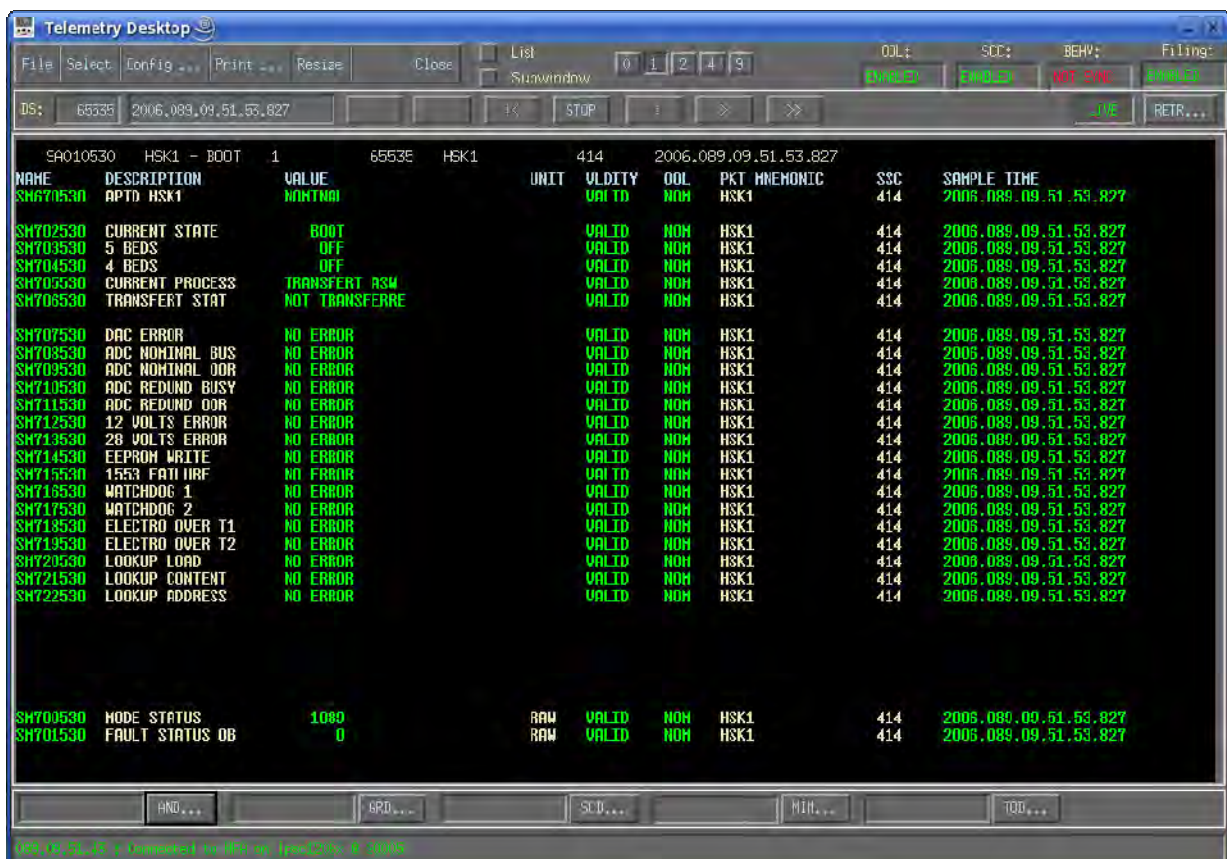 Telemetry Desktop
File Select Config ... Print ... Resize Close List Subwindow 0 1 2 4 9 OOL: SCC: BEHV: Filing:
ENABLED ENABLED ENABLED
DS: 65535 2006.089.09.51.53.827 |< STOP > >> LIVE RETR...
SA010530 HSK1 - BOOT 1 65535 HSK1 414 2006.089.09.51.53.827
NAME DESCRIPTION VALUE UNIT VLDITY OOL PKT MNEMONIC SSC SAMPLE TIME
SM670530 APID HSK1 NOMINAL VALID NOM HSK1 414 2006.089.09.51.53.827
SM702530 CURRENT STATE BOOT VALID NOM HSK1 414 2006.089.09.51.53.827
SM703530 5 BEDS OFF VALID NOM HSK1 414 2006.089.09.51.53.827
SM704530 4 BEDS OFF VALID NOM HSK1 414 2006.089.09.51.53.827
SM705530 CURRENT PROCESS TRANSFERT ASW VALID NOM HSK1 414 2006.089.09.51.53.827
SM706530 TRANSFERT STAT NOT TRANSFERRE VALID NOM HSK1 414 2006.089.09.51.53.827
SM707530 DAC ERROR NO ERROR VALID NOM HSK1 414 2006.089.09.51.53.827
SM708530 ADC NOMINAL BUS NO ERROR VALID NOM HSK1 414 2006.089.09.51.53.827
SM709530 ADC NOMINAL OOR NO ERROR VALID NOM HSK1 414 2006.089.09.51.53.827
SM710530 ADC REDUND BUSY NO ERROR VALID NOM HSK1 414 2006.089.09.51.53.827
SM711530 ADC REDUND OOR NO ERROR VALID NOM HSK1 414 2006.089.09.51.53.827
SM712530 12 VOLTS ERROR NO ERROR VALID NOM HSK1 414 2006.089.09.51.53.827
SM713530 28 VOLTS ERROR NO ERROR VALID NOM HSK1 414 2006.089.09.51.53.827
SM714530 EEPROM WRITE NO ERROR VALID NOM HSK1 414 2006.089.09.51.53.827
SM715530 1553 FAILURE NO ERROR VALID NOM HSK1 414 2006.089.09.51.53.827
SM716530 WATCHDOG 1 NO ERROR VALID NOM HSK1 414 2006.089.09.51.53.827
SM717530 WATCHDOG 2 NO ERROR VALID NOM HSK1 414 2006.089.09.51.53.827
SM718530 ELECTRO OVER T1 NO ERROR VALID NOM HSK1 414 2006.089.09.51.53.827
SM719530 ELECTRO OVER T2 NO ERROR VALID NOM HSK1 414 2006.089.09.51.53.827
SM720530 LOOKUP LOAD NO ERROR VALID NOM HSK1 414 2006.089.09.51.53.827
SM721530 LOOKUP CONTENT NO ERROR VALID NOM HSK1 414 2006.089.09.51.53.827
SM722530 LOOKUP ADDRESS NO ERROR VALID NOM HSK1 414 2006.089.09.51.53.827
SM700530 MODE STATUS RAW VALID NOM HSK1 414 2006.089.09.51.53.827
SM701530 FAULT STATUS OB 0 RAW VALID NOM HSK1 414 2006.089.09.51.53.827
AND... GRD... SCD... MIM... TOD...